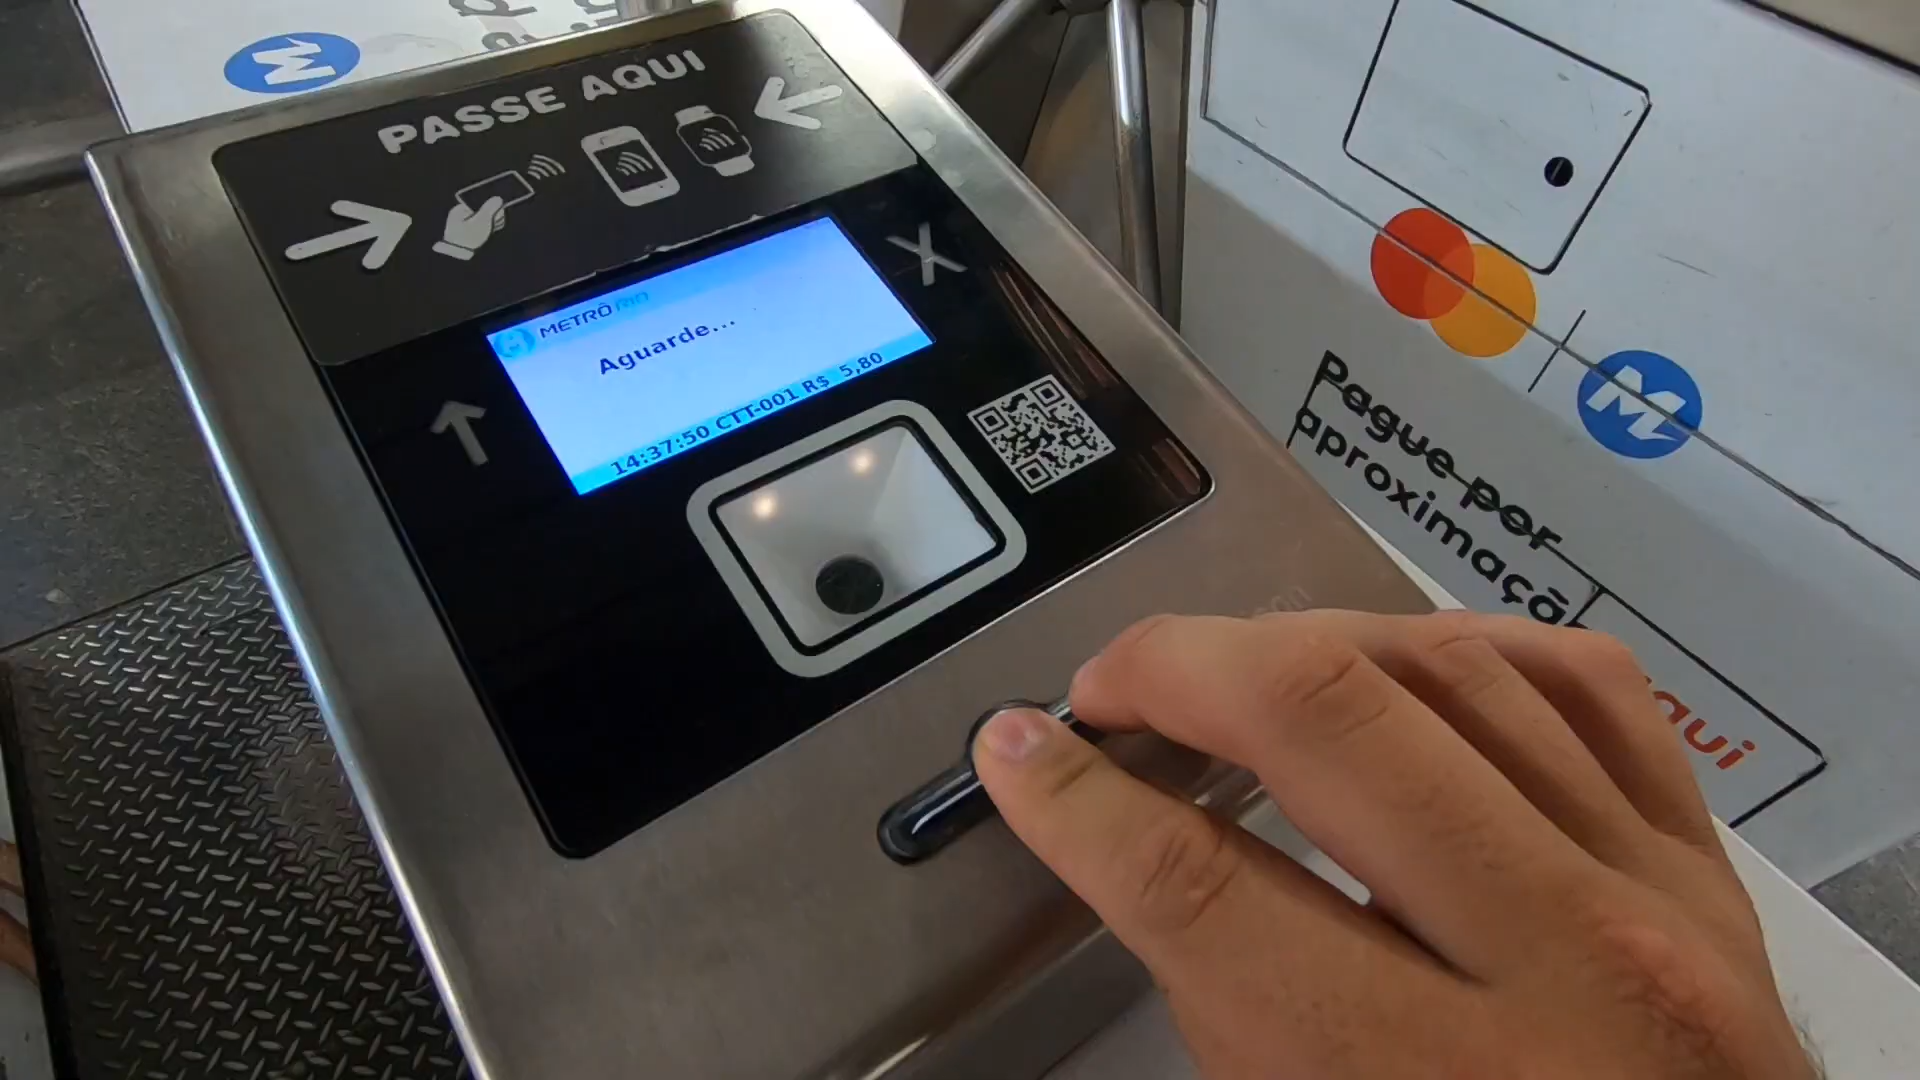 PASSE AQUI
METRÔ RIO
Aguarde...
14:37:50 CTT-001 R$ 5,80
Pague por
aproximação
aqui